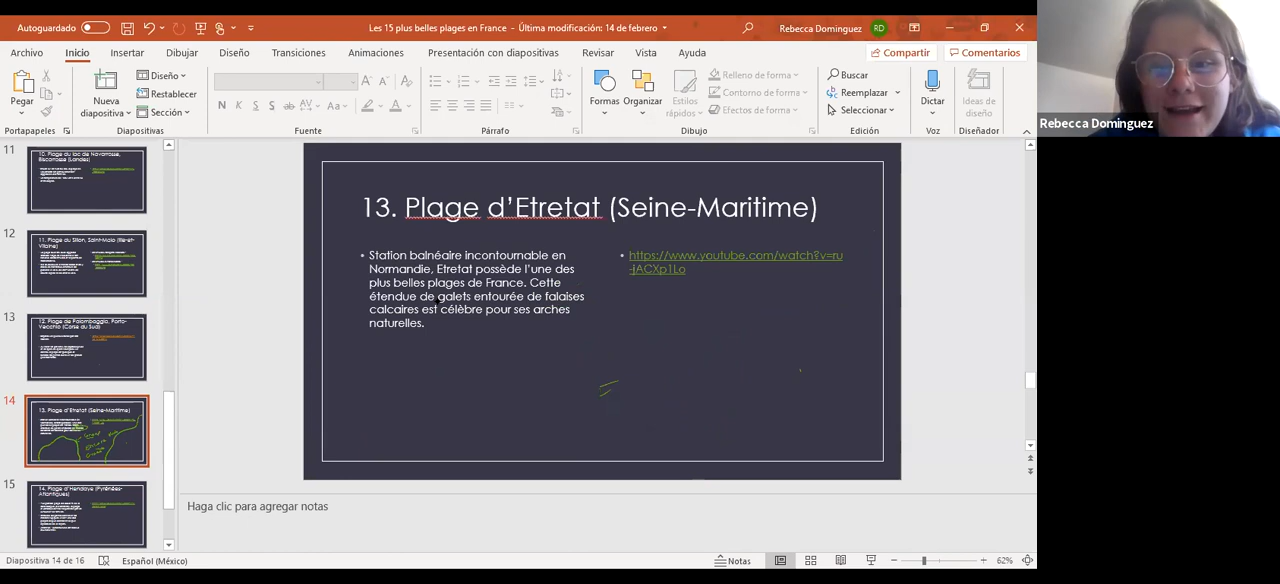 Autoguardado
Les 15 plus belles plages en France - Última modificación: 14 de febrero
Rebecca Dominguez
RD
Archivo Inicio Insertar Dibujar Diseño Transiciones Animaciones Presentación con diapositivas Revisar Vista Ayuda
Compartir
Comentarios
Pegar
Nueva
diapositiva
Diseño
Restablecer
Sección
N K S S ab AV Aa A
Formas
Organizar
Estilos
rápidos
Relleno de forma
Contorno de forma
Efectos de forma
Buscar
Reemplazar
Seleccionar
Dictar
Ideas de
diseño
Portapapeles
Diapositivas
Fuente
Párrafo
Dibujo
Edición
Voz
Diseñador
Rebecca Dominguez
11
10. Plage du lac de Navarrosse,
Biscarrosse (Landes)
12
11. Plage du Sillon, Saint-Malo (Ille-et-
Vilaine)
13
12. Plage de Palombaggia, Porto-
Vecchio (Corse du Sud)
14
13. Plage d'Etretat (Seine-Maritime)
15
14. Plage d'Hendaye (Pyrénées-
Atlantiques)
13. Plage d'Etretat (Seine-Maritime)
• Station balnéaire incontournable en
Normandie, Etretat possède l'une des
plus belles plages de France. Cette
étendue de galets entourée de falaises
calcaires est célèbre pour ses arches
naturelles.
• https://www.youtube.com/watch?v=ru
-jACXp1Lo
Haga clic para agregar notas
Diapositiva 14 de 16
Español (México)
Notas
62%